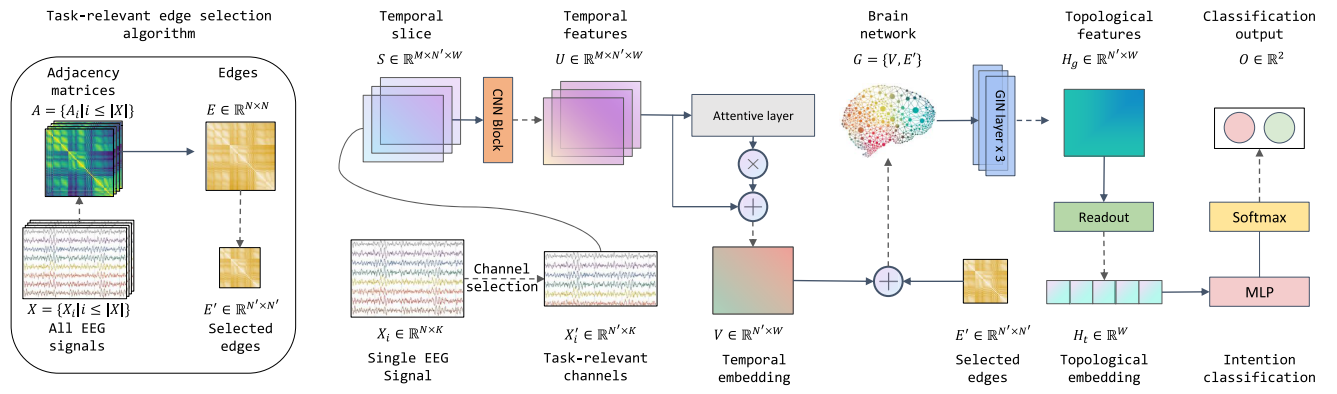 Task-relevant edge selection
algorithm
Adjacency
matrices
A = {A_i|i ≤ |X|}
Edges
E ∈ ℝ^{N×N}
X = {X_i|i ≤ |X|}
All EEG
signals
E′ ∈ ℝ^{N′×N′}
Selected
edges
Temporal
slice
S ∈ ℝ^{M×N′×W}
CNN Block
Temporal
features
U ∈ ℝ^{M×N′×W}
Attentive layer
×
+
Channel
selection
X_i ∈ ℝ^{N×K}
Single EEG
Signal
X′_i ∈ ℝ^{N′×K}
Task-relevant
channels
V ∈ ℝ^{N′×W}
Temporal
embedding
Brain
network
G = {V, E′}
+
E′ ∈ ℝ^{N′×N′}
Selected
edges
GIN layer x 3
Topological
features
H_g ∈ ℝ^{N′×W}
Readout
H_t ∈ ℝ^W
Topological
embedding
Classification
output
O ∈ ℝ^2
Softmax
MLP
Intention
classification